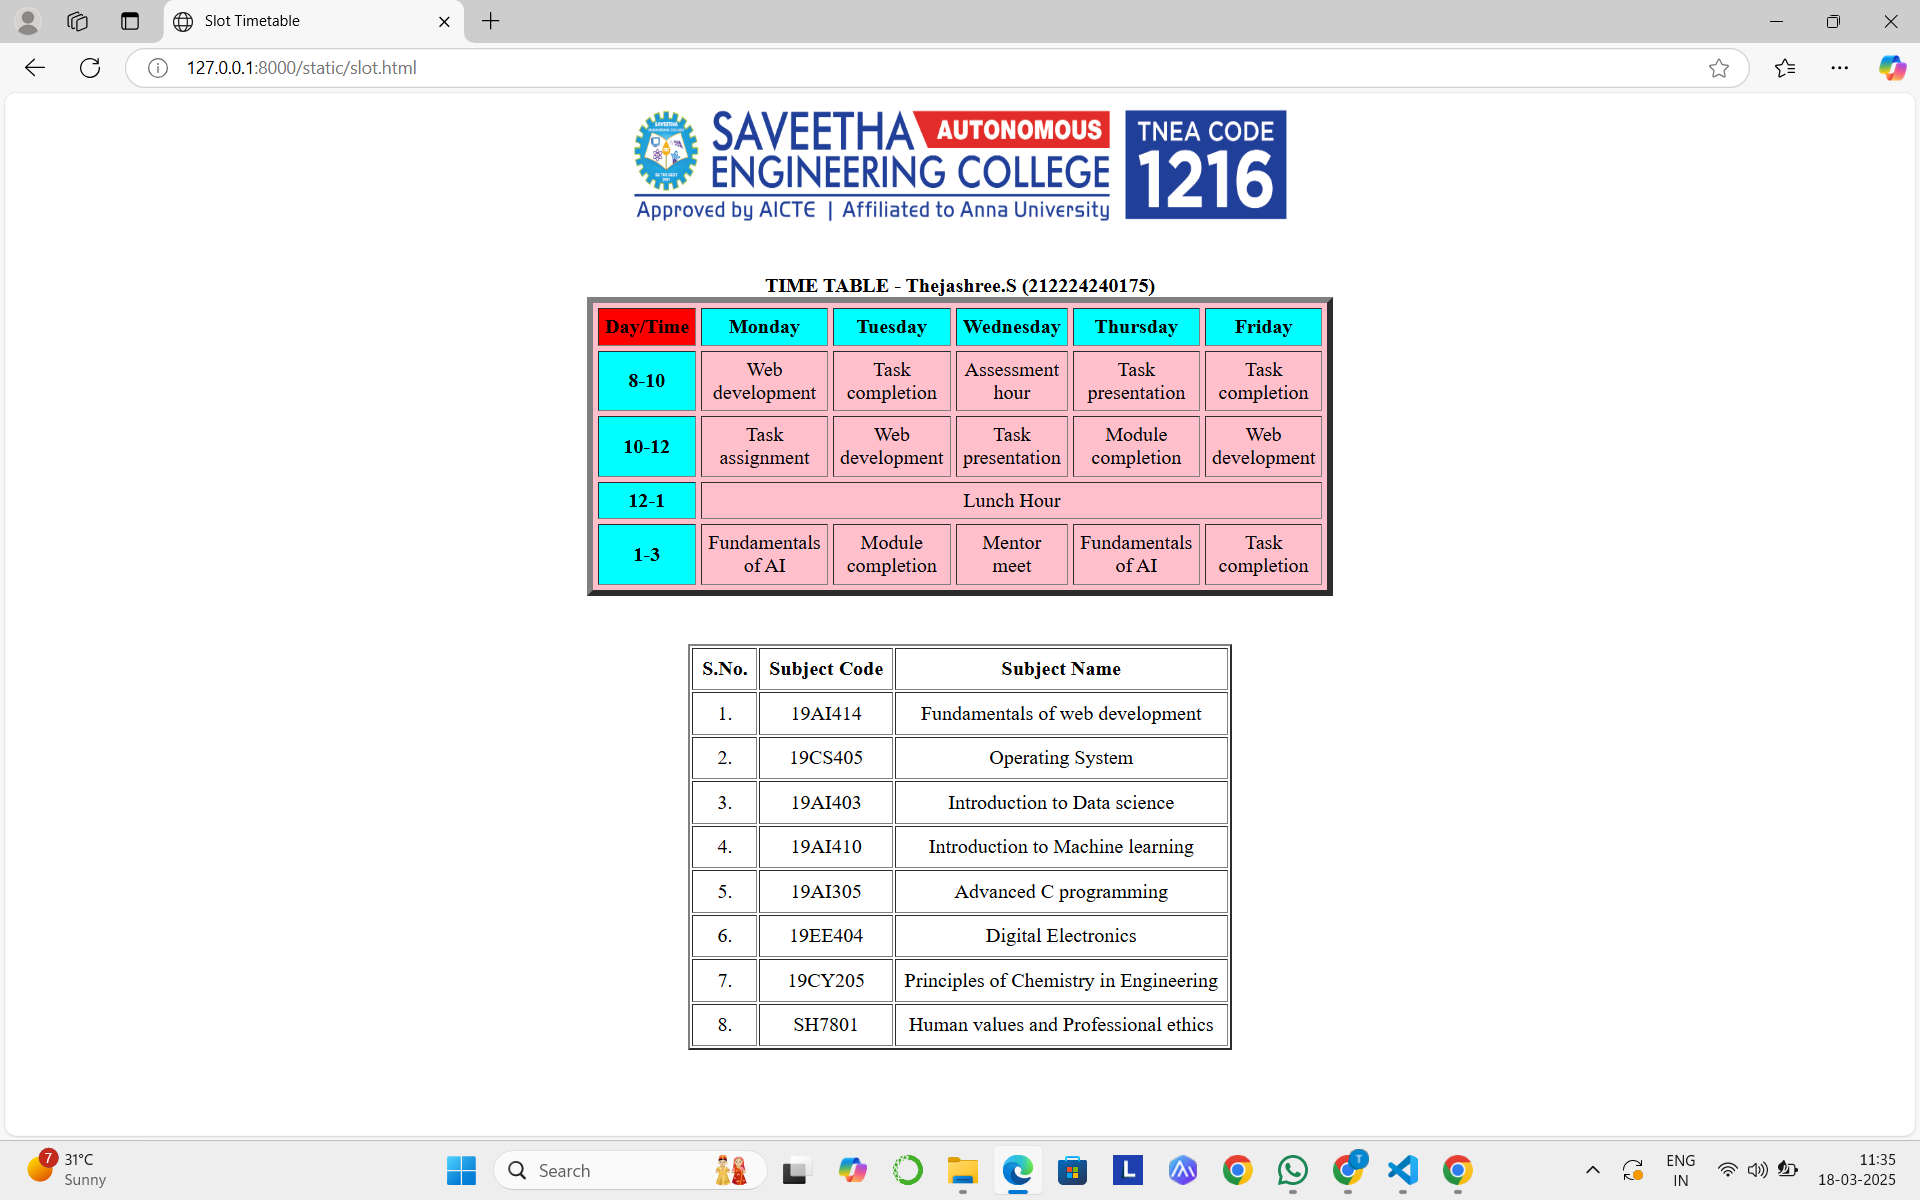 Slot Timetable
127.0.0.1:8000/static/slot.html
SAVEETHA AUTONOMOUS
ENGINEERING COLLEGE
Approved by AICTE | Affiliated to Anna University
TNEA CODE
1216
TIME TABLE - Thejashree.S (212224240175)
Day/Time Monday Tuesday Wednesday Thursday Friday
8-10 Web development Task completion Assessment hour Task presentation Task completion
10-12 Task assignment Web development Task presentation Module completion Web development
12-1 Lunch Hour
1-3 Fundamentals of AI Module completion Mentor meet Fundamentals of AI Task completion
S.No. Subject Code Subject Name
1. 19AI414 Fundamentals of web development
2. 19CS405 Operating System
3. 19AI403 Introduction to Data science
4. 19AI410 Introduction to Machine learning
5. 19AI305 Advanced C programming
6. 19EE404 Digital Electronics
7. 19CY205 Principles of Chemistry in Engineering
8. SH7801 Human values and Professional ethics
7
31°C
Sunny
Search
L
T
ENG
IN
11:35
18-03-2025